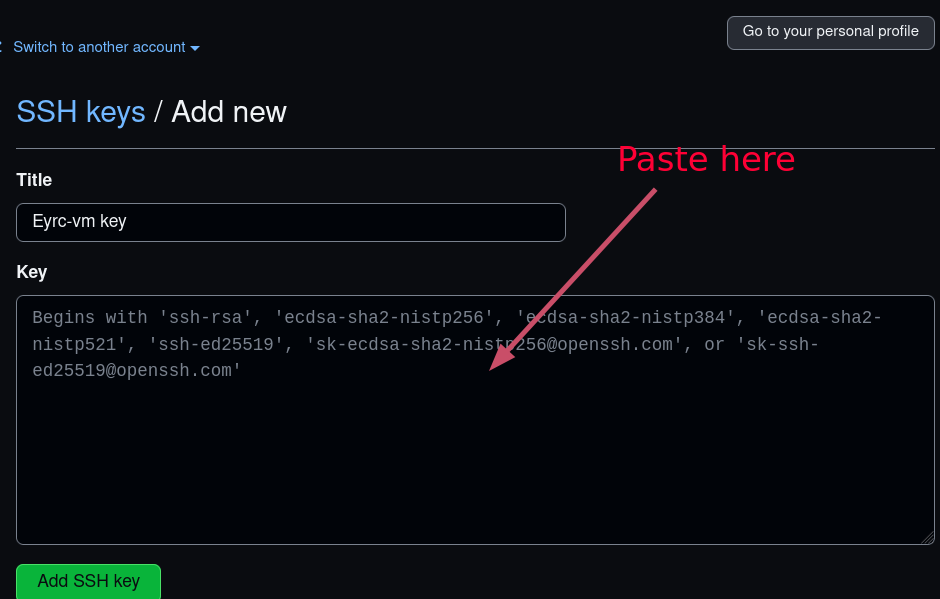 Go to your personal profile
Switch to another account
SSH keys / Add new
Paste here
Title
Eyrc-vm key
Key
Begins with 'ssh-rsa', 'ecdsa-sha2-nistp256', 'ecdsa-sha2-nistp384', 'ecdsa-sha2-
nistp521', 'ssh-ed25519', 'sk-ecdsa-sha2-nistp256@openssh.com', or 'sk-ssh-
ed25519@openssh.com'
Add SSH key